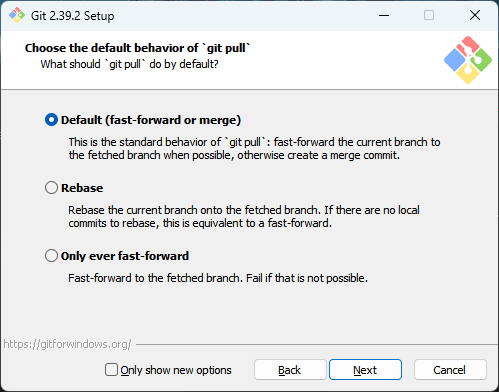 Git 2.39.2 Setup
Choose the default behavior of `git pull`
What should `git pull` do by default?
Default (fast-forward or merge)
This is the standard behavior of `git pull`: fast-forward the current branch to
the fetched branch when possible, otherwise create a merge commit.
Rebase
Rebase the current branch onto the fetched branch. If there are no local
commits to rebase, this is equivalent to a fast-forward.
Only ever fast-forward
Fast-forward to the fetched branch. Fail if that is not possible.
https://gitforwindows.org/
Only show new options Back Next Cancel